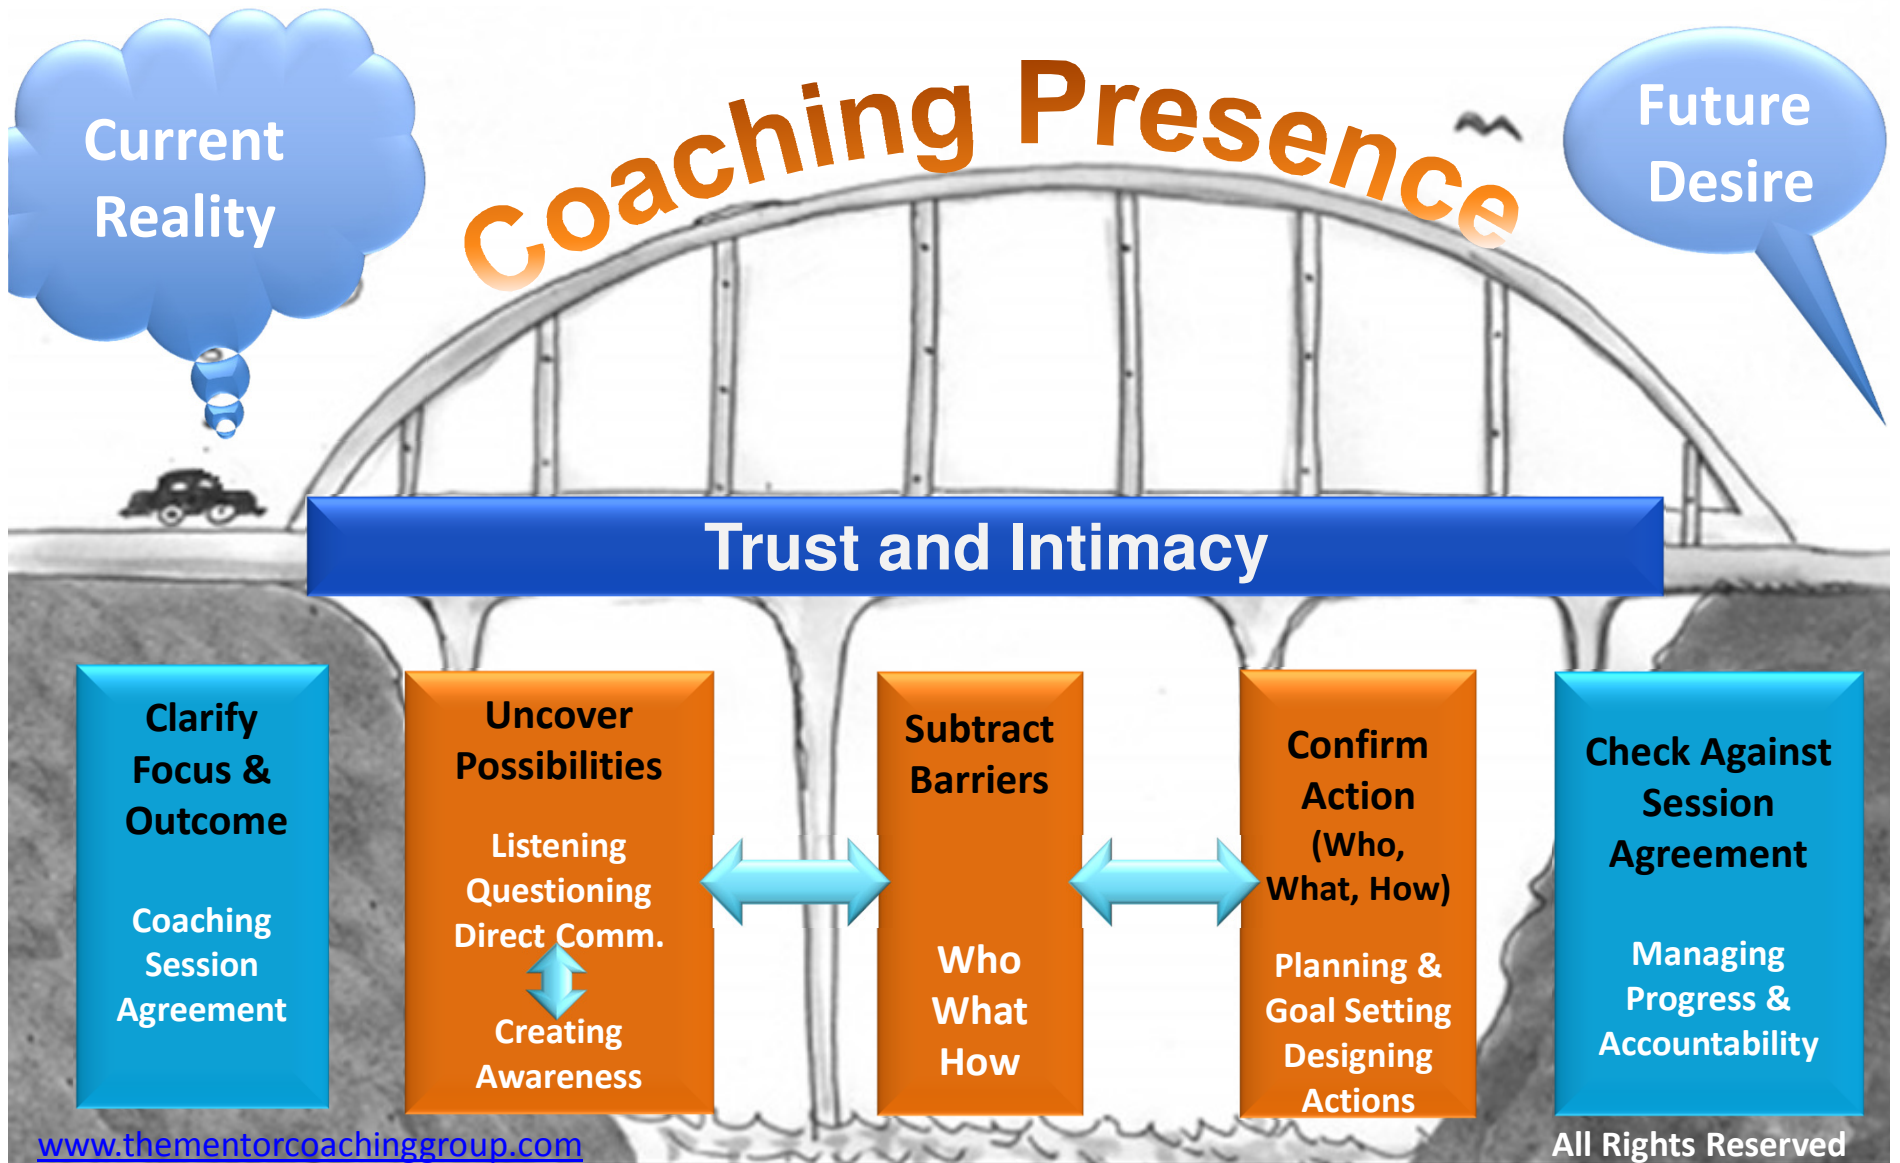 Current
Reality
Coaching Presence
Future
Desire
Trust and Intimacy
Clarify
Focus &
Outcome
Coaching
Session
Agreement
Uncover
Possibilities
Listening
Questioning
Direct Comm.
Creating
Awareness
Subtract
Barriers
Who
What
How
Confirm
Action
(Who,
What, How)
Planning &
Goal Setting
Designing
Actions
Check Against
Session
Agreement
Managing
Progress &
Accountability
www.thementorcoachinggroup.com
All Rights Reserved